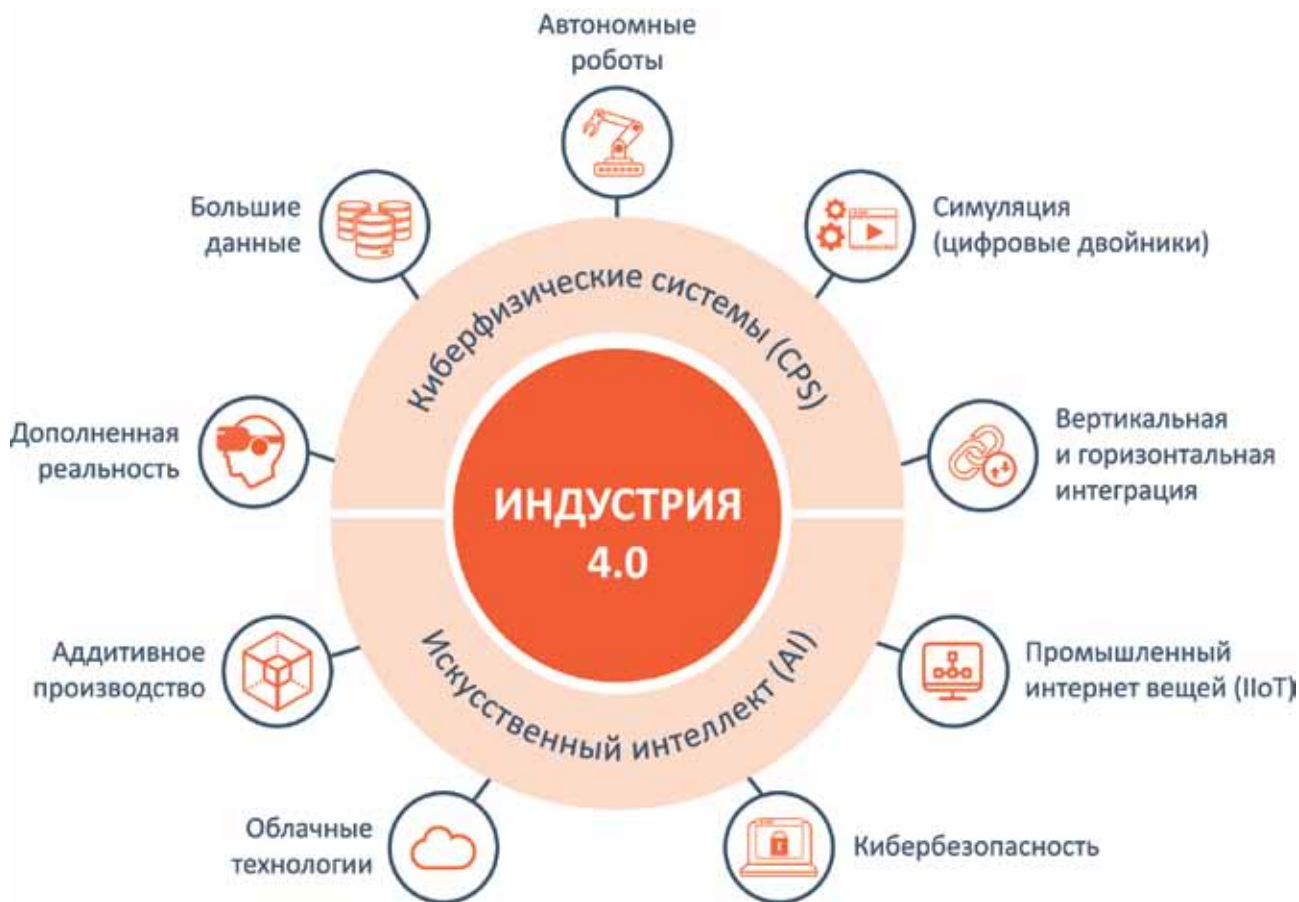 Автономные
роботы
Большие
данные
Симуляция
(цифровые двойники)
Киберфизические системы (CPS)
Дополненная
реальность
Вертикальная
и горизонтальная
интеграция
ИНДУСТРИЯ
4.0
Аддитивное
производство
Промышленный
интернет вещей (IIoT)
Искусственный интеллект (AI)
Облачные
технологии
Кибербезопасность